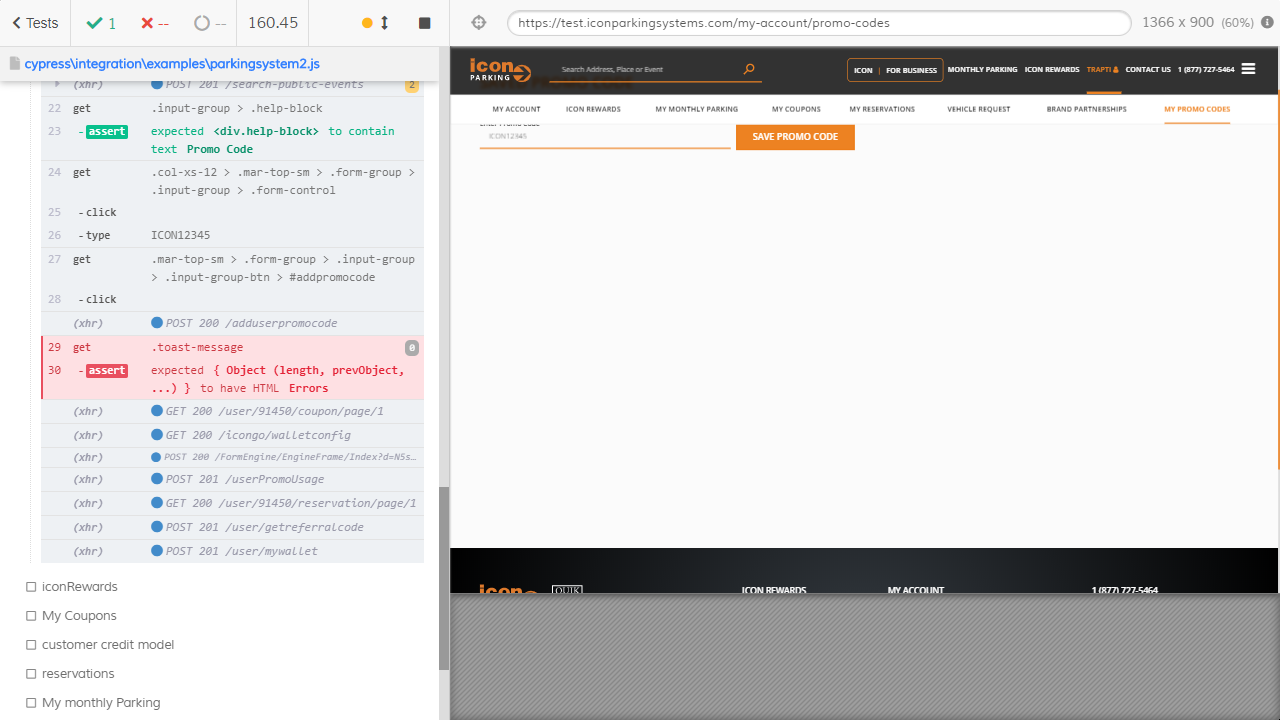 Tests
1
--
--
160.45
https://test.iconparkingsystems.com/my-account/promo-codes
1366 x 900 (60%)
cypress\integration\examples\parkingsystem2.js
(xhr) POST 201 /search-public-events 2
22 get .input-group > .help-block
23 -assert expected <div.help-block> to contain
text Promo Code
24 get .col-xs-12 > .mar-top-sm > .form-group >
.input-group > .form-control
25 -click
26 -type ICON12345
27 get .mar-top-sm > .form-group > .input-group
> .input-group-btn > #addpromocode
28 -click
(xhr) POST 200 /adduserpromocode
29 get .toast-message 0
30 -assert expected { Object (length, prevObject,
...) } to have HTML Errors
(xhr) GET 200 /user/91450/coupon/page/1
(xhr) GET 200 /icongo/walletconfig
(xhr) POST 200 /FormEngine/EngineFrame/Index?d=NSs…
(xhr) POST 201 /userPromoUsage
(xhr) GET 200 /user/91450/reservation/page/1
(xhr) POST 201 /user/getreferralcode
(xhr) POST 201 /user/mywallet
iconRewards
My Coupons
customer credit model
reservations
My monthly Parking
icon
PARKING
Search Address, Place or Event
ICON | FOR BUSINESS
MONTHLY PARKING
ICON REWARDS
TRAPTI
CONTACT US
1 (877) 727-5464
MY ACCOUNT
ICON REWARDS
MY MONTHLY PARKING
MY COUPONS
MY RESERVATIONS
VEHICLE REQUEST
BRAND PARTNERSHIPS
MY PROMO CODES
Enter Promo Code
ICON12345
SAVE PROMO CODE
icon
QUIK
ICON REWARDS
MY ACCOUNT
1 (877) 727-5464